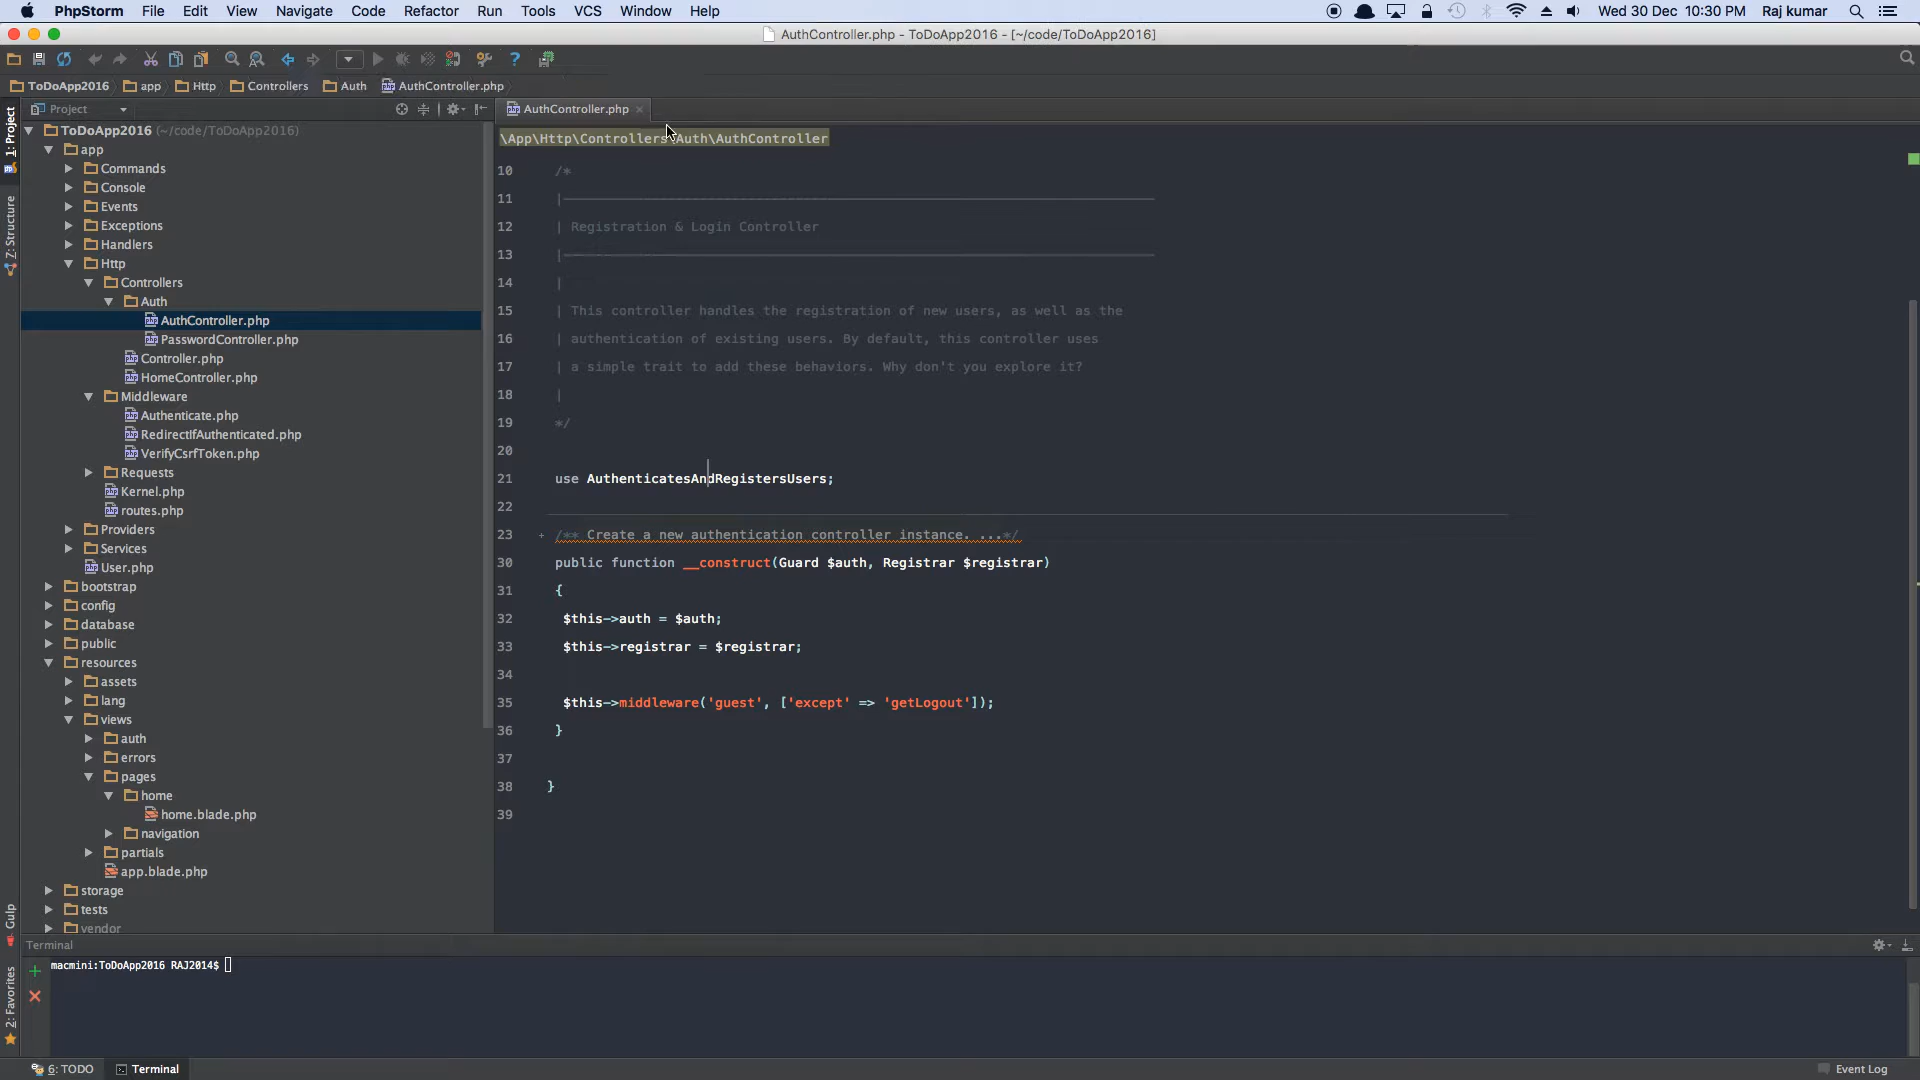 PhpStorm File Edit View Navigate Code Refactor Run Tools VCS Window Help Wed 30 Dec 10:30 PM Raj kumar
AuthController.php - ToDoApp2016 - [~/code/ToDoApp2016]
ToDoApp2016 app Http Controllers Auth AuthController.php
Project
AuthController.php
\App\Http\Controllers\Auth\AuthController
1: Project
Z: Structure
Gulp
2: Favorites
ToDoApp2016 (~/code/ToDoApp2016)
app
Commands
Console
Events
Exceptions
Handlers
Http
Controllers
Auth
AuthController.php
PasswordController.php
Controller.php
HomeController.php
Middleware
Authenticate.php
RedirectIfAuthenticated.php
VerifyCsrfToken.php
Requests
Kernel.php
routes.php
Providers
Services
User.php
bootstrap
config
database
public
resources
assets
lang
views
auth
errors
pages
home
home.blade.php
navigation
partials
app.blade.php
storage
tests
vendor
10 /*
11 |--------------------------------------------------------------------------
12 | Registration & Login Controller
13 |--------------------------------------------------------------------------
14 |
15 | This controller handles the registration of new users, as well as the
16 | authentication of existing users. By default, this controller uses
17 | a simple trait to add these behaviors. Why don't you explore it?
18 |
19 */
20
21 use AuthenticatesAndRegistersUsers;
22
23 /** Create a new authentication controller instance. ...*/
30 public function __construct(Guard $auth, Registrar $registrar)
31 {
32 $this->auth = $auth;
33 $this->registrar = $registrar;
34
35 $this->middleware('guest', ['except' => 'getLogout']);
36 }
37
38 }
39
Terminal
macmini:ToDoApp2016 RAJ2014$
6: TODO Terminal Event Log